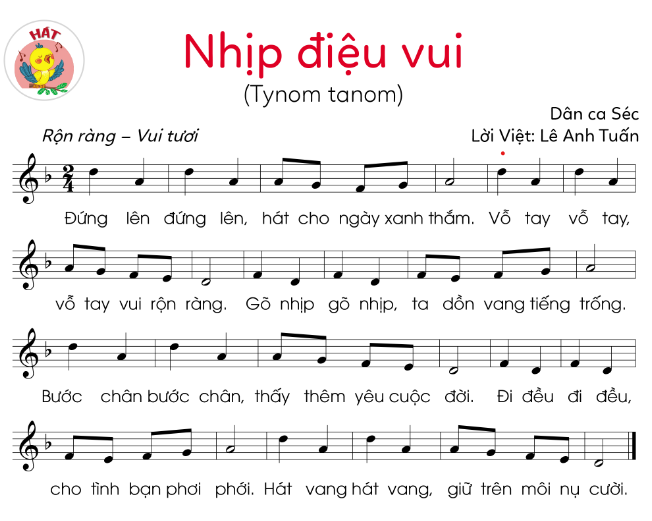 HÁT
Nhịp điệu vui
(Tynom tanom)
Dân ca Séc
Rộn ràng – Vui tươi
Lời Việt: Lê Anh Tuấn
2
4
Đứng lên đứng lên, hát cho ngày xanh thắm. Vỗ tay vỗ tay,
vỗ tay vui rộn ràng. Gõ nhịp gõ nhịp, ta dồn vang tiếng trống.
Bước chân bước chân, thấy thêm yêu cuộc đời. Đi đều đi đều,
cho tình bạn phơi phới. Hát vang hát vang, giữ trên môi nụ cười.